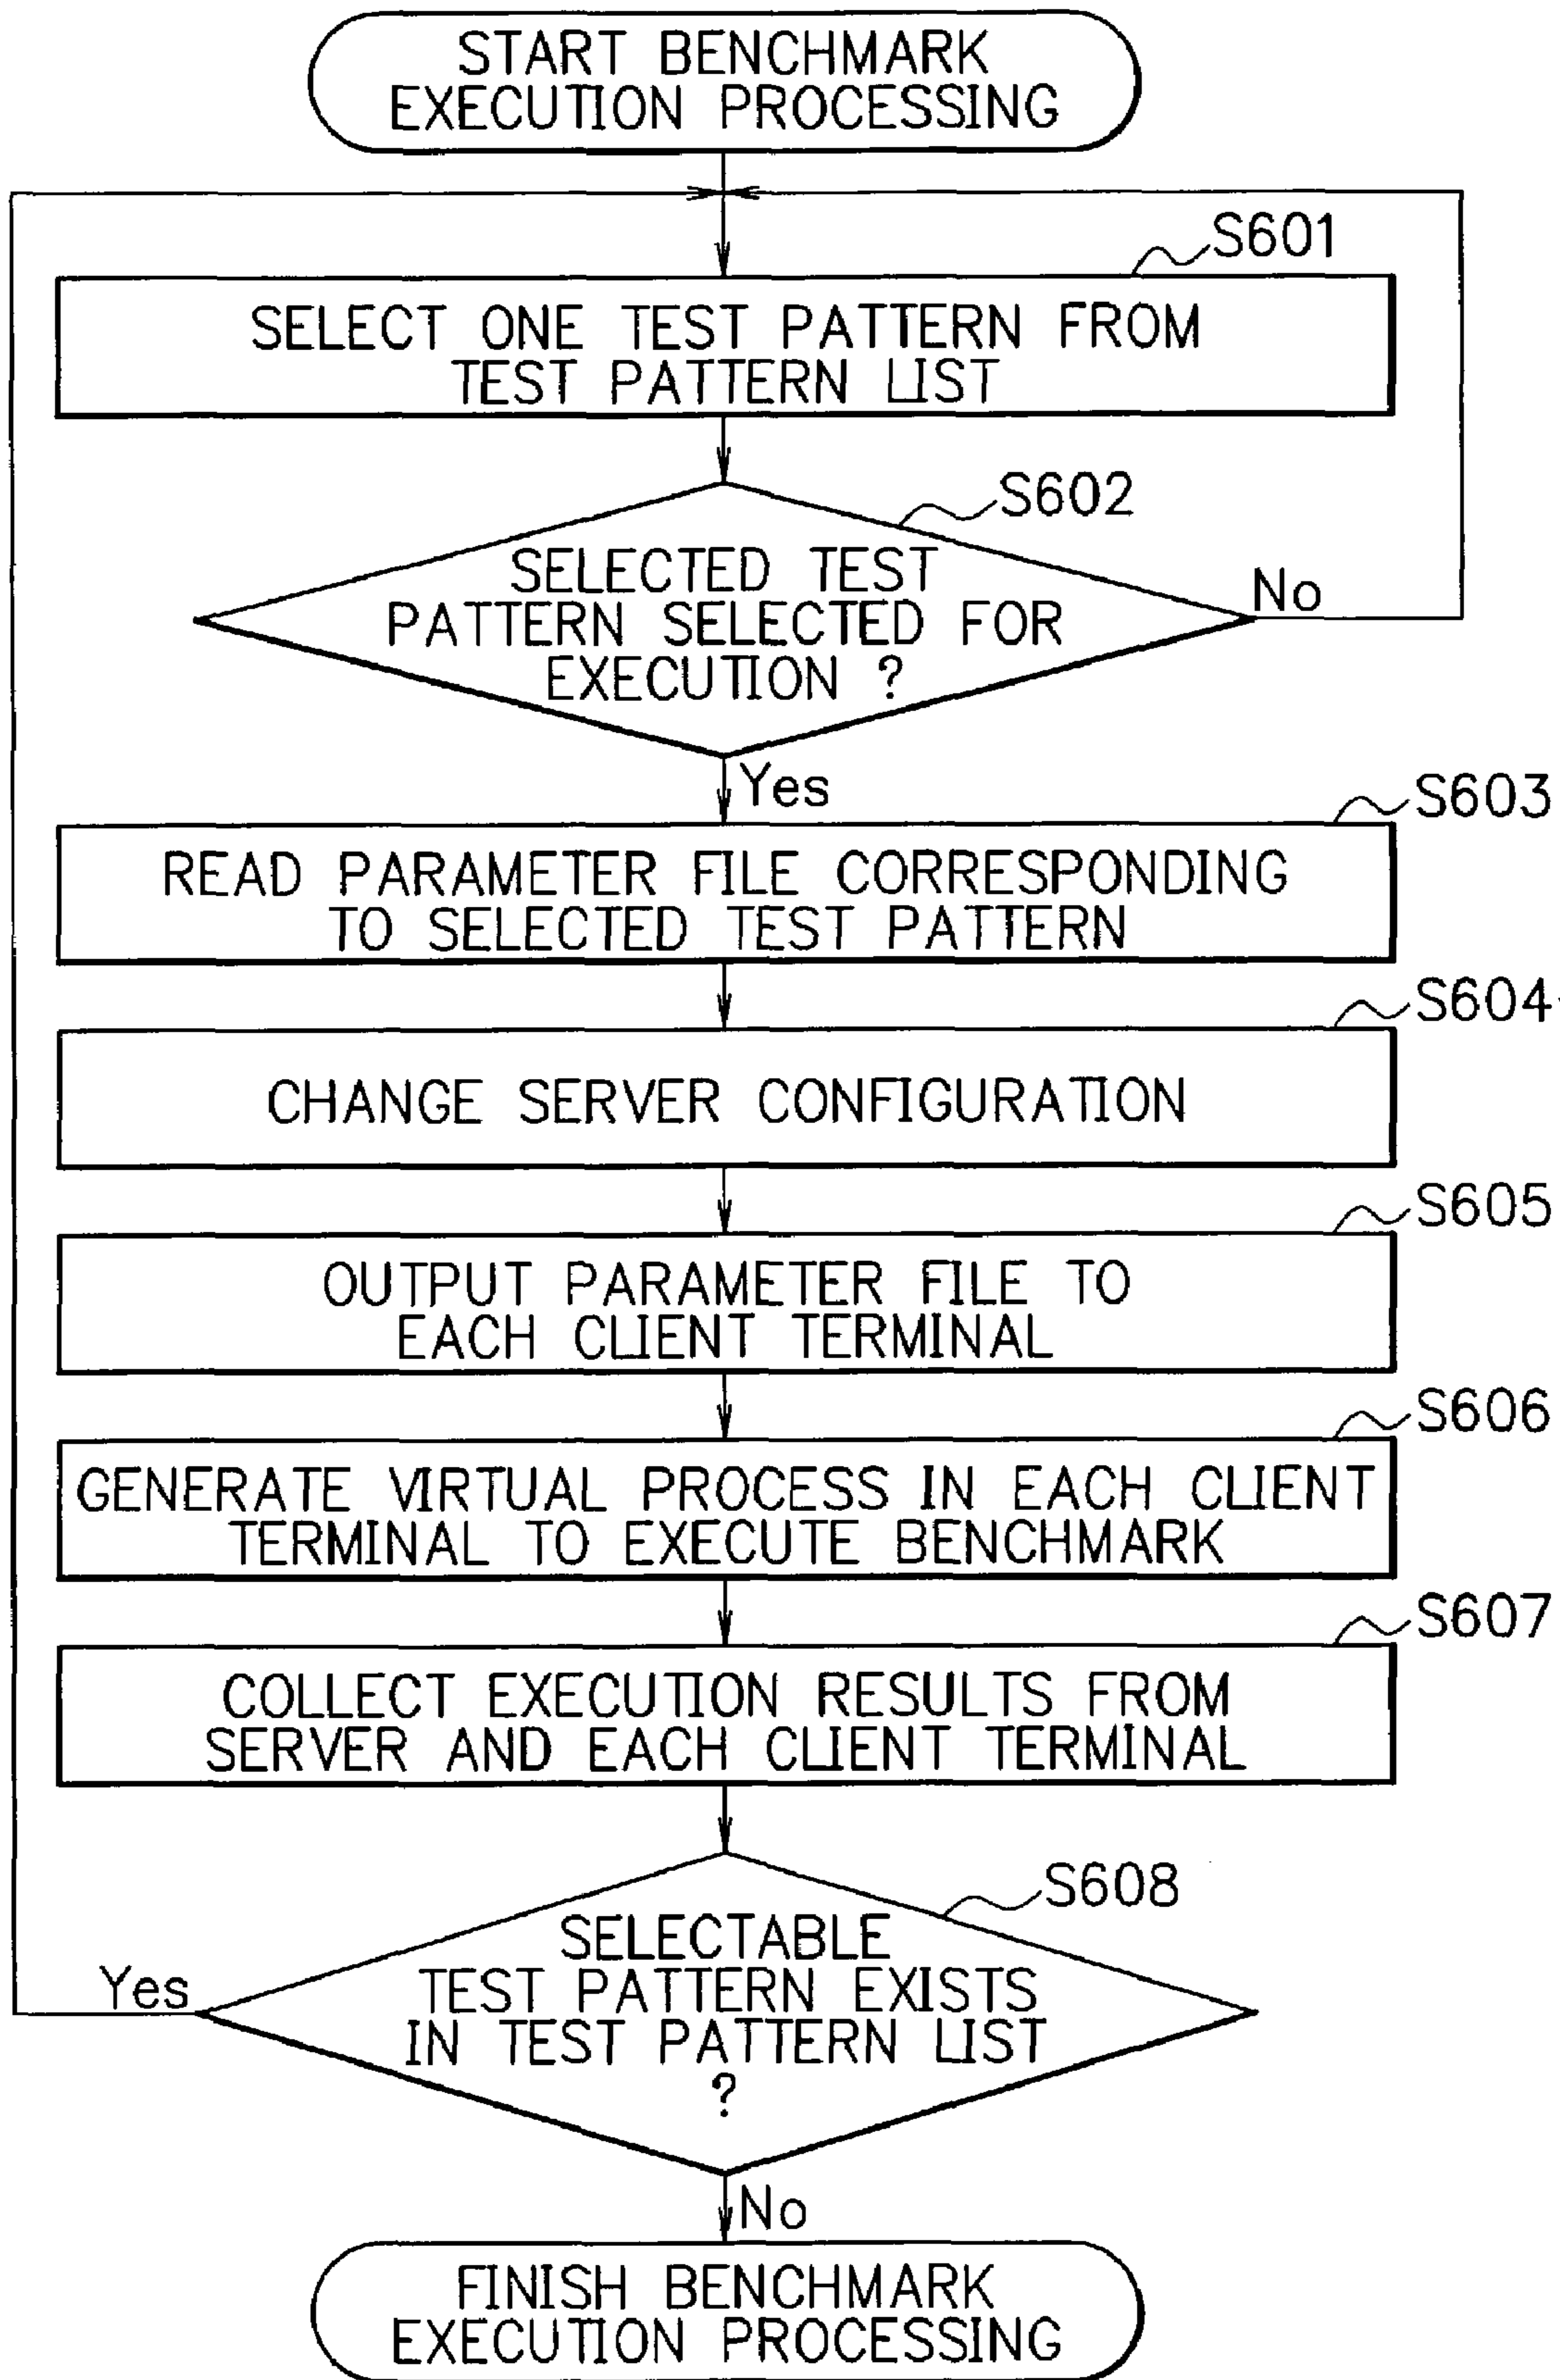 START BENCHMARK
EXECUTION PROCESSING
S601
SELECT ONE TEST PATTERN FROM
TEST PATTERN LIST
S602
SELECTED TEST
PATTERN SELECTED FOR
EXECUTION ?
No
Yes
S603
READ PARAMETER FILE CORRESPONDING
TO SELECTED TEST PATTERN
S604
CHANGE SERVER CONFIGURATION
S605
OUTPUT PARAMETER FILE TO
EACH CLIENT TERMINAL
S606
GENERATE VIRTUAL PROCESS IN EACH CLIENT
TERMINAL TO EXECUTE BENCHMARK
S607
COLLECT EXECUTION RESULTS FROM
SERVER AND EACH CLIENT TERMINAL
S608
SELECTABLE
TEST PATTERN EXISTS
IN TEST PATTERN LIST
?
Yes
No
FINISH BENCHMARK
EXECUTION PROCESSING